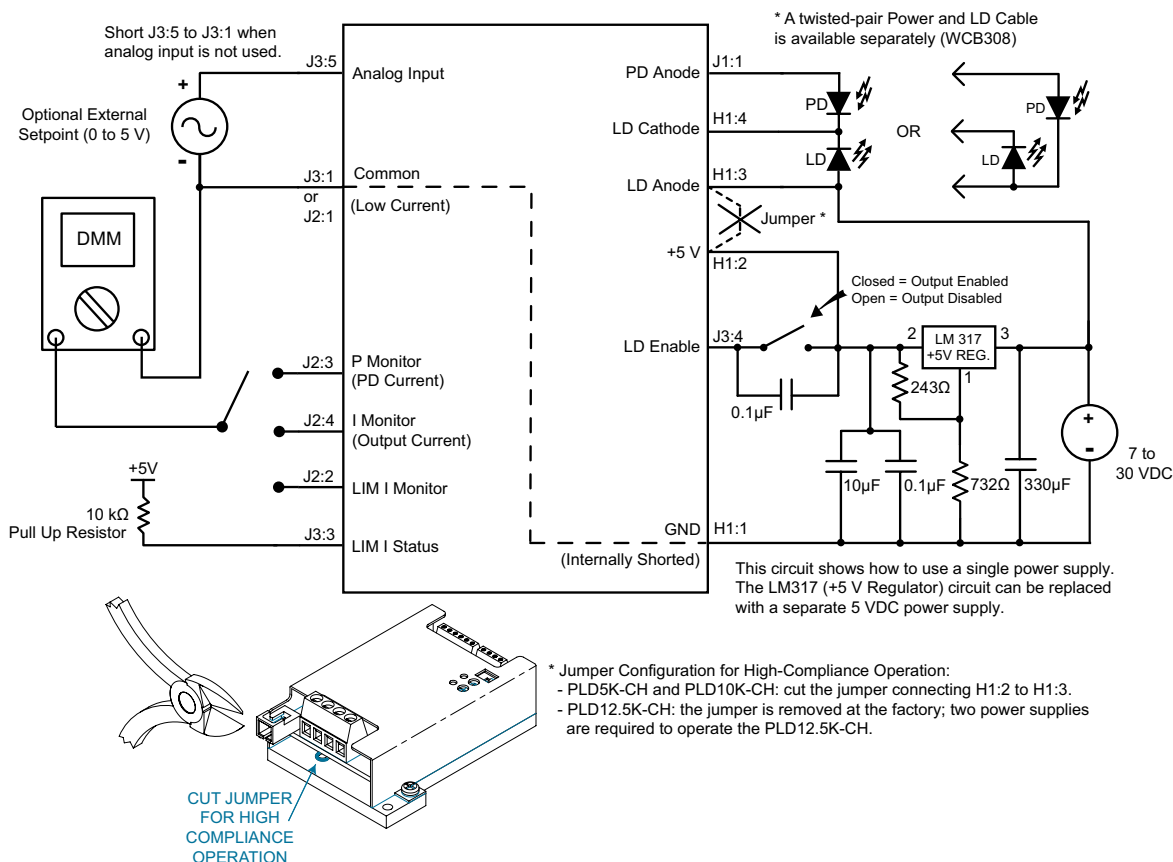 Short J3:5 to J3:1 when
analog input is not used.
* A twisted-pair Power and LD Cable
is available separately (WCB308)
J3:5
Analog Input
PD Anode
J1:1
+
Optional External
Setpoint (0 to 5 V)
-
PD
LD Cathode
H1:4
OR
PD
LD
LD
J3:1
or
J2:1
Common
(Low Current)
LD Anode
H1:3
Jumper *
+5 V
H1:2
DMM
Closed = Output Enabled
Open = Output Disabled
LD Enable
J3:4
2
LM 317
+5V REG.
3
1
J2:3
P Monitor
(PD Current)
243Ω
0.1µF
J2:4
I Monitor
(Output Current)
+
-
7 to
30 VDC
+5V
J2:2
LIM I Monitor
10µF
0.1µF
732Ω
330µF
10 kΩ
Pull Up Resistor
J3:3
LIM I Status
GND
H1:1
(Internally Shorted)
This circuit shows how to use a single power supply.
The LM317 (+5 V Regulator) circuit can be replaced
with a separate 5 VDC power supply.
* Jumper Configuration for High-Compliance Operation:
- PLD5K-CH and PLD10K-CH: cut the jumper connecting H1:2 to H1:3.
- PLD12.5K-CH: the jumper is removed at the factory; two power supplies
are required to operate the PLD12.5K-CH.
CUT JUMPER
FOR HIGH
COMPLIANCE
OPERATION